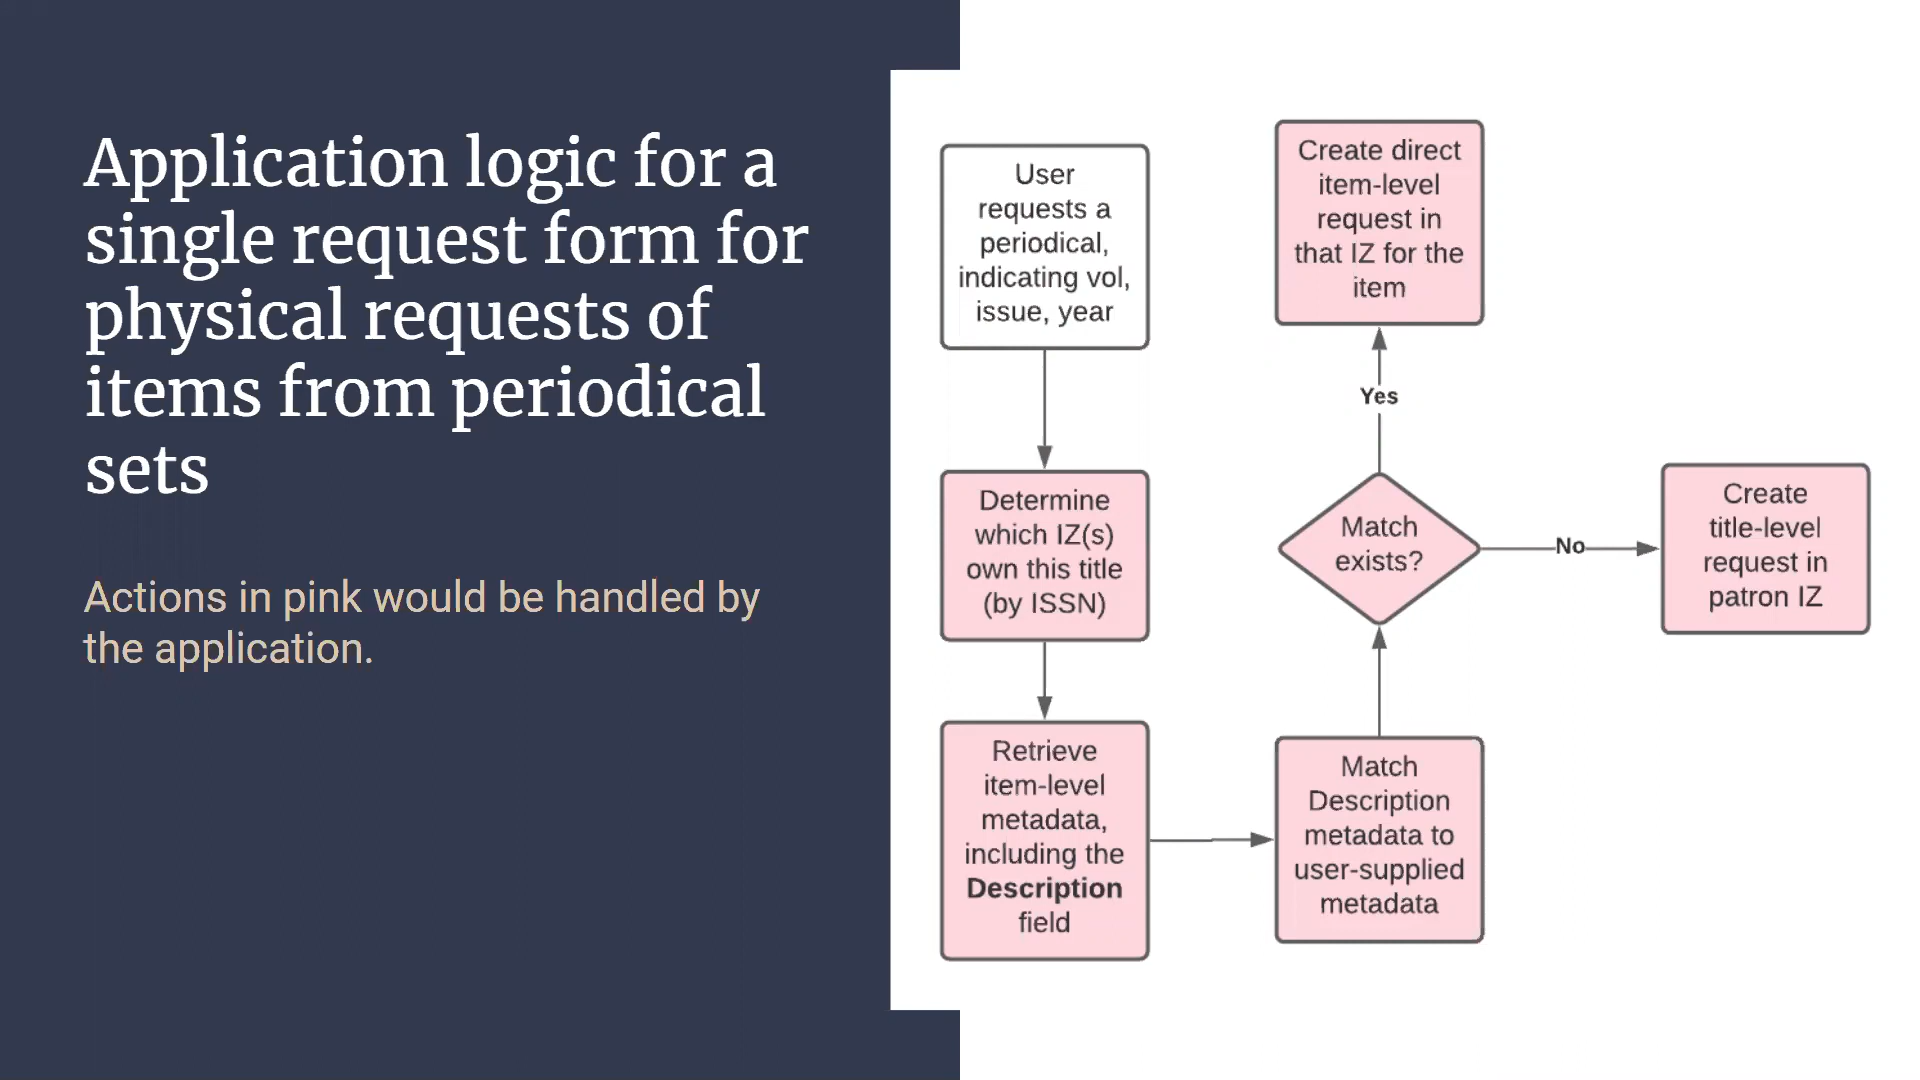 Application logic for a
single request form for
physical requests of
items from periodical
sets
Actions in pink would be handled by
the application.
User
requests a
periodical,
indicating vol,
issue, year
Determine
which IZ(s)
own this title
(by ISSN)
Retrieve
item-level
metadata,
including the
Description
field
Match
Description
metadata to
user-supplied
metadata
Match
exists?
Yes
Create direct
item-level
request in
that IZ for the
item
No
Create
title-level
request in
patron IZ